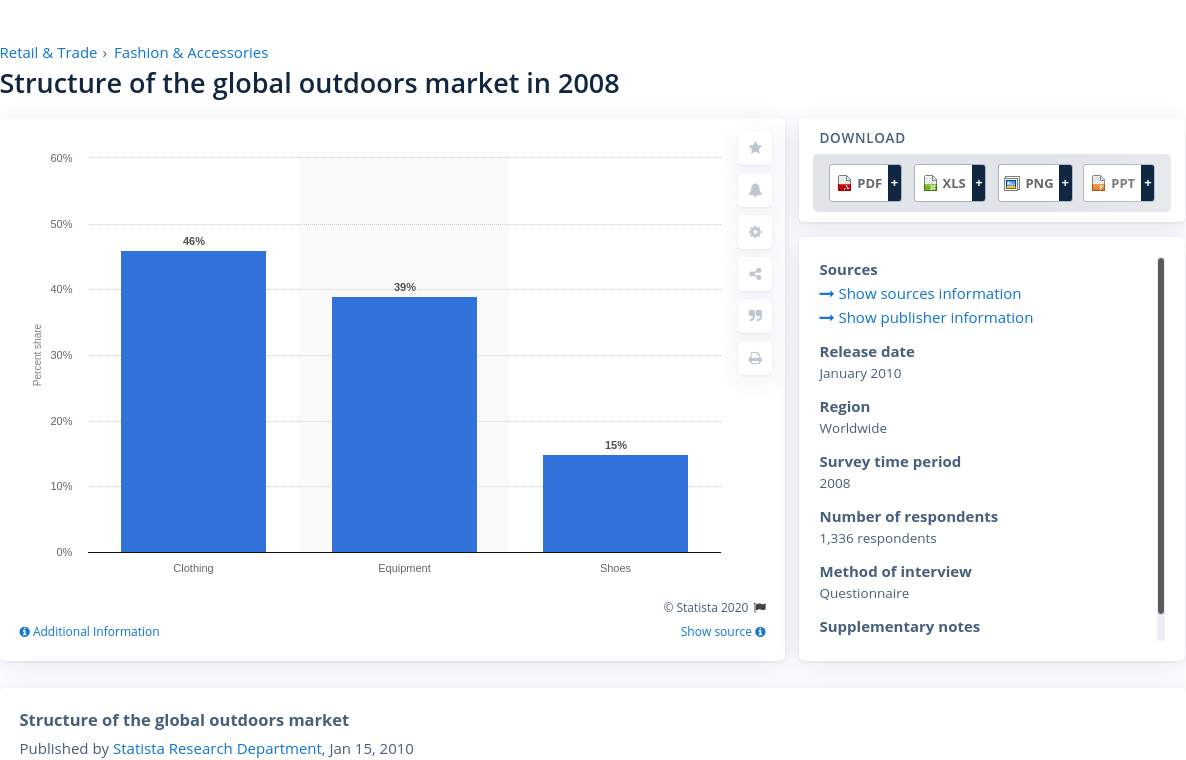 Retail & Trade › Fashion & Accessories
Structure of the global outdoors market in 2008
60%
50%
40%
30%
20%
10%
0%
Percent share
46%
39%
15%
Clothing Equipment Shoes
© Statista 2020
Additional Information
Show source
DOWNLOAD
PDF + XLS + PNG + PPT +
Sources
Show sources information
Show publisher information
Release date
January 2010
Region
Worldwide
Survey time period
2008
Number of respondents
1,336 respondents
Method of interview
Questionnaire
Supplementary notes
Structure of the global outdoors market
Published by Statista Research Department, Jan 15, 2010